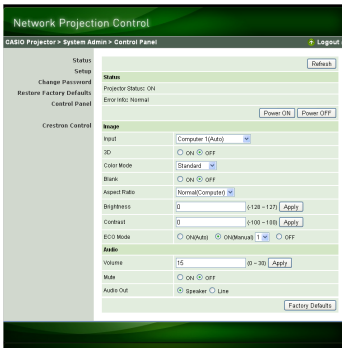 Network Projection Control
CASIO Projector > System Admin > Control Panel
Logout
Status
Setup
Change Password
Restore Factory Defaults
Control Panel
Crestron Control
Refresh
Status
Projector Status: ON
Error Info: Normal
Power ON Power OFF
Image
Input Computer 1(Auto)
3D ON OFF
Color Mode Standard
Blank ON OFF
Aspect Ratio Normal(Computer)
Brightness 0 (-128 ~ 127) Apply
Contrast 0 (-100 ~ 100) Apply
ECO Mode ON(Auto) ON(Manual) 1 OFF
Audio
Volume 15 (0 ~ 30) Apply
Mute ON OFF
Audio Out Speaker Line
Factory Defaults